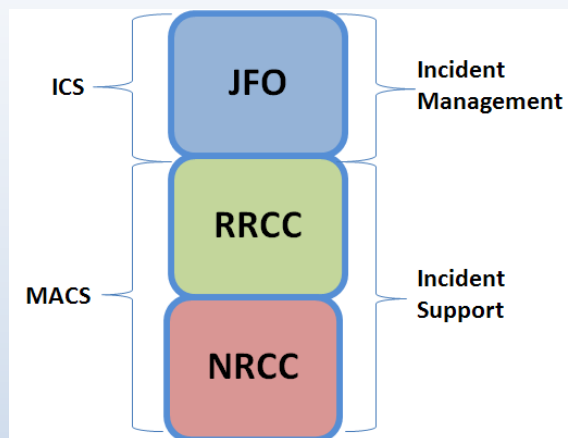 ICS
JFO
Incident
Management
RRCC
MACS
Incident
Support
NRCC